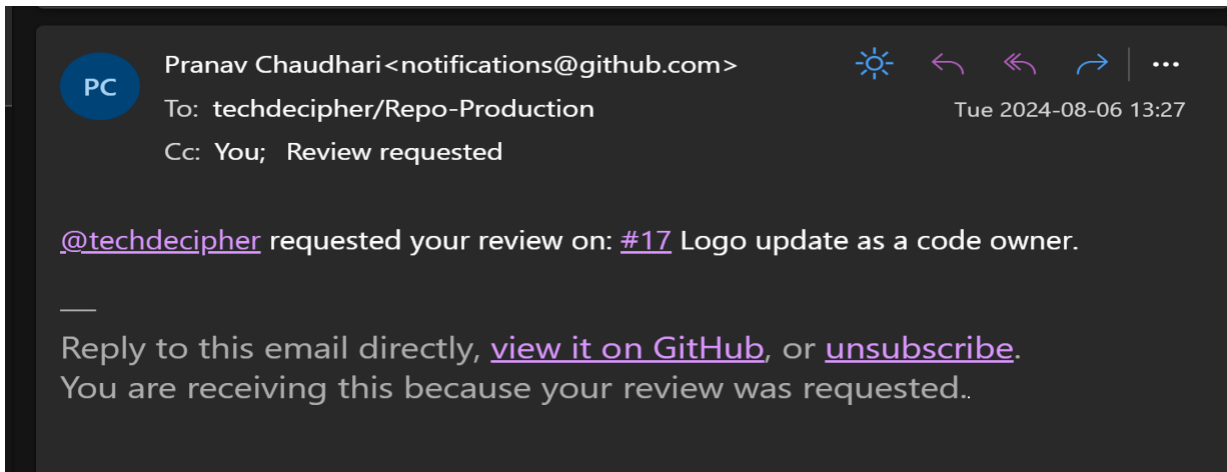 PC
Pranav Chaudhari<notifications@github.com>
To: techdecipher/Repo-Production
Tue 2024-08-06 13:27
Cc: You; Review requested
@techdecipher requested your review on: #17 Logo update as a code owner.
—
Reply to this email directly, view it on GitHub, or unsubscribe.
You are receiving this because your review was requested..